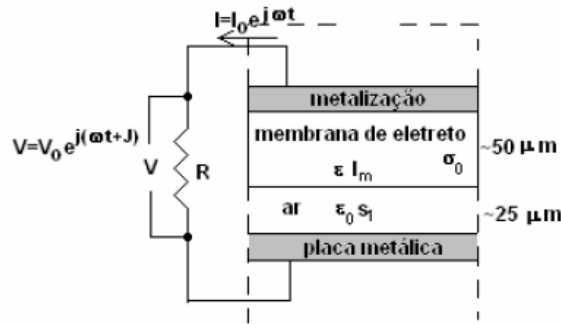 I=I₀e^jωt
metalização
V=V₀e^j(ωt+J)
membrana de eletreto
V
R
ε l_m
σ₀
~50 μm
ar
ε₀ s₁
~25 μm
placa metálica